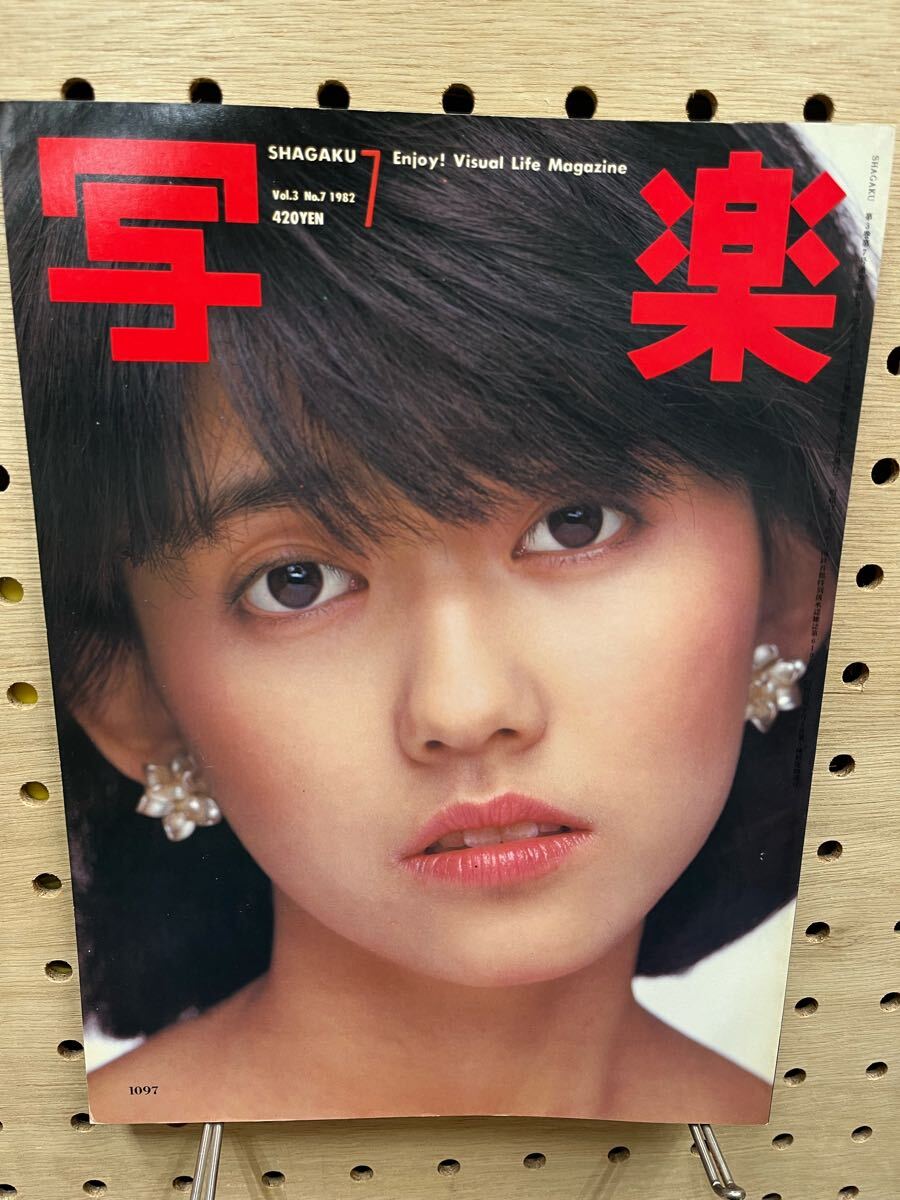 写楽
SHAGAKU
7
Enjoy! Visual Life Magazine
Vol.3 No.7 1982
420YEN
SHAGAKU
1097